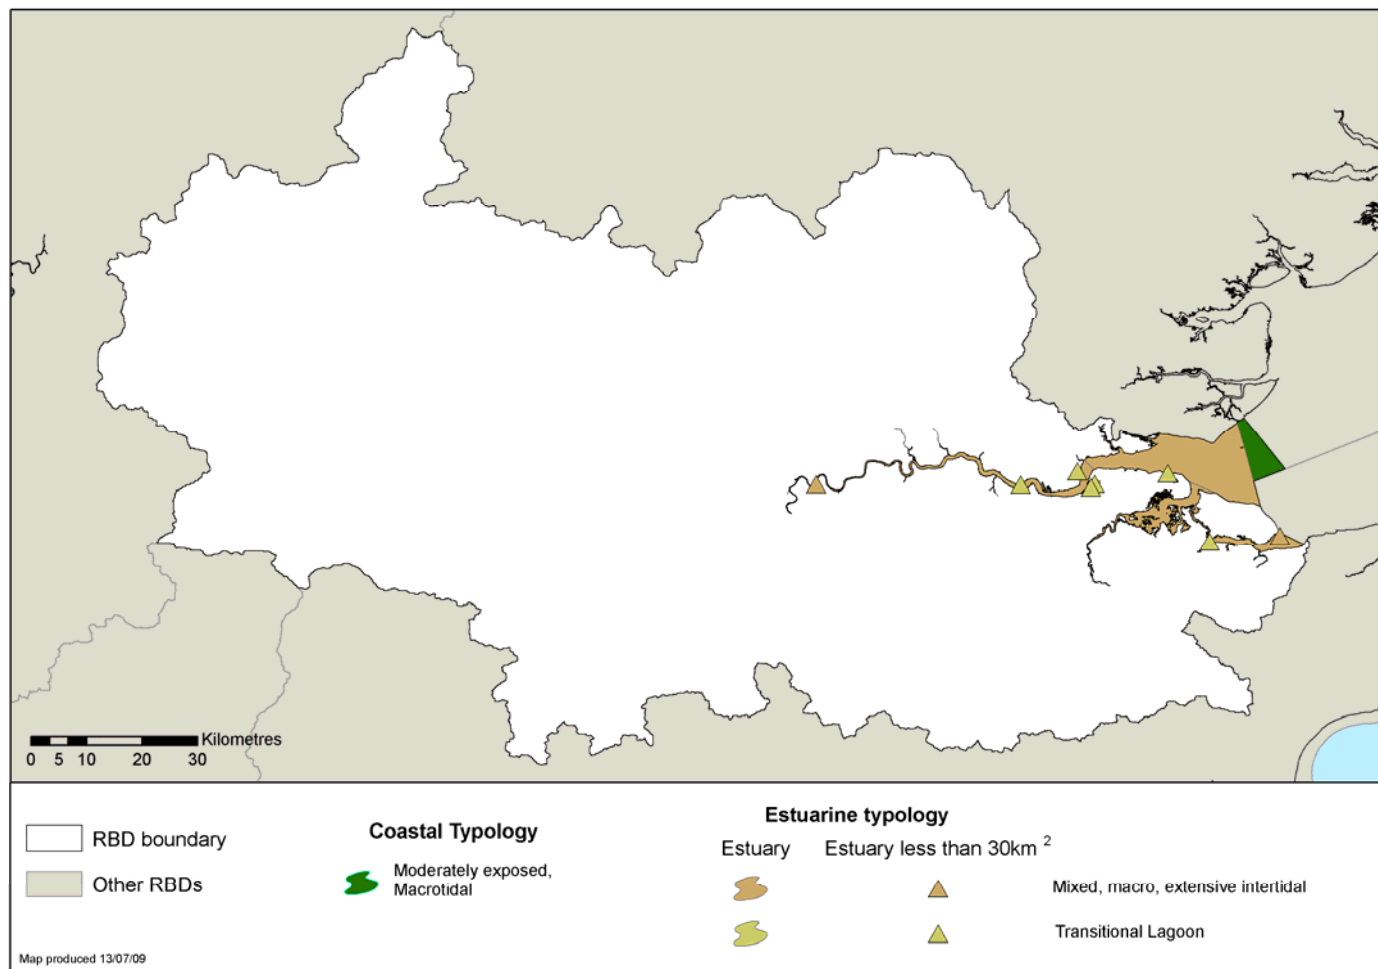 Kilometres
0 5 10 20 30
RBD boundary
Other RBDs
Map produced 13/07/09
Coastal Typology
Moderately exposed,
Macrotidal
Estuarine typology
Estuary Estuary less than 30km ²
Mixed, macro, extensive intertidal
Transitional Lagoon